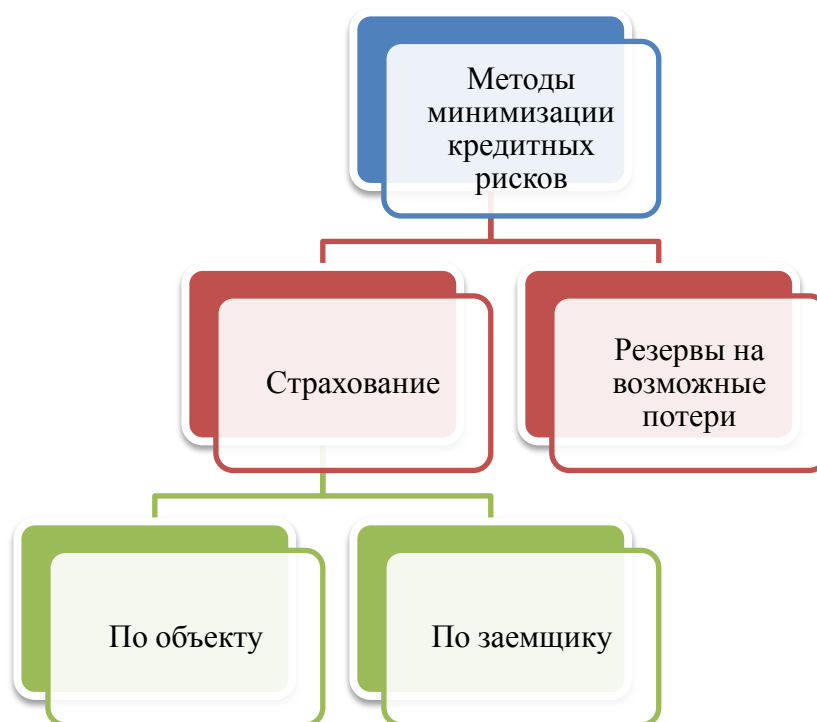 Методы
минимизации
кредитных
рисков
Страхование
Резервы на
возможные
потери
По объекту
По заемщику